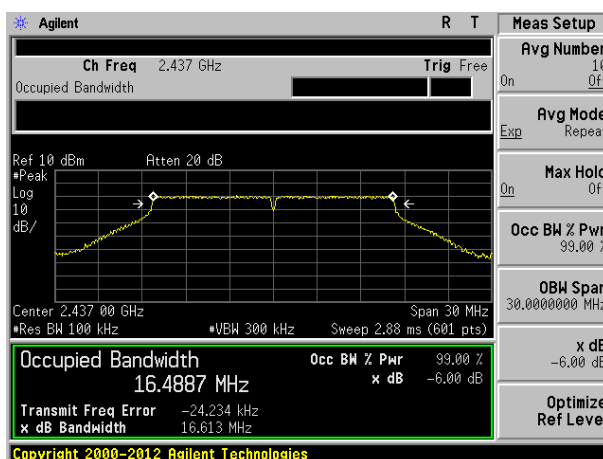 Agilent R T
Meas Setup
Ch Freq 2.437 GHz Trig Free
Occupied Bandwidth
Ref 10 dBm Atten 20 dB
#Peak
Log
10
dB/
Center 2.437 00 GHz Span 30 MHz
#Res BW 100 kHz #VBW 300 kHz Sweep 2.88 ms (601 pts)
Occupied Bandwidth Occ BW % Pwr 99.00 %
16.4887 MHz x dB -6.00 dB
Transmit Freq Error -24.234 kHz
x dB Bandwidth 16.613 MHz
Copyright 2000-2012 Agilent Technologies
Avg Number
10
On Of
Avg Mode
Exp Repea
Max Hold
On Of
Occ BW % Pwr
99.00 %
OBW Span
30.0000000 MHz
x dB
-6.00 dB
Optimize
Ref Level